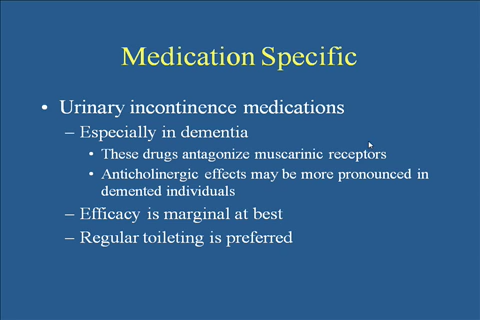 Medication Specific
• Urinary incontinence medications
– Especially in dementia
• These drugs antagonize muscarinic receptors
• Anticholinergic effects may be more pronounced in
demented individuals
– Efficacy is marginal at best
– Regular toileting is preferred